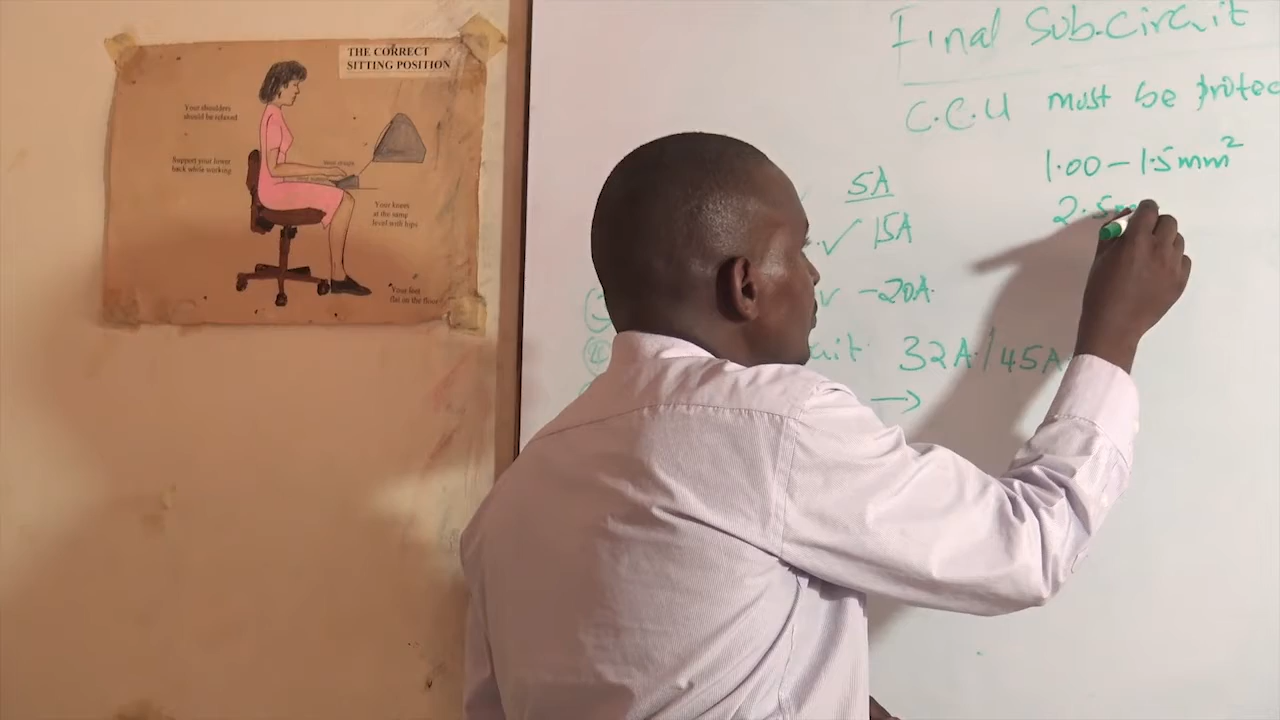 THE CORRECT
SITTING POSITION
Your shoulders
should be relaxed
Support your lower
back while working
Your knees
at the same
level with hips
Your feet
flat on the floor
Final Sub-Circuit
C.C.U must be protec
1.00 - 1.5mm²
5A
2.5m
✓ 15A
- 20A.
32A / 45A
→